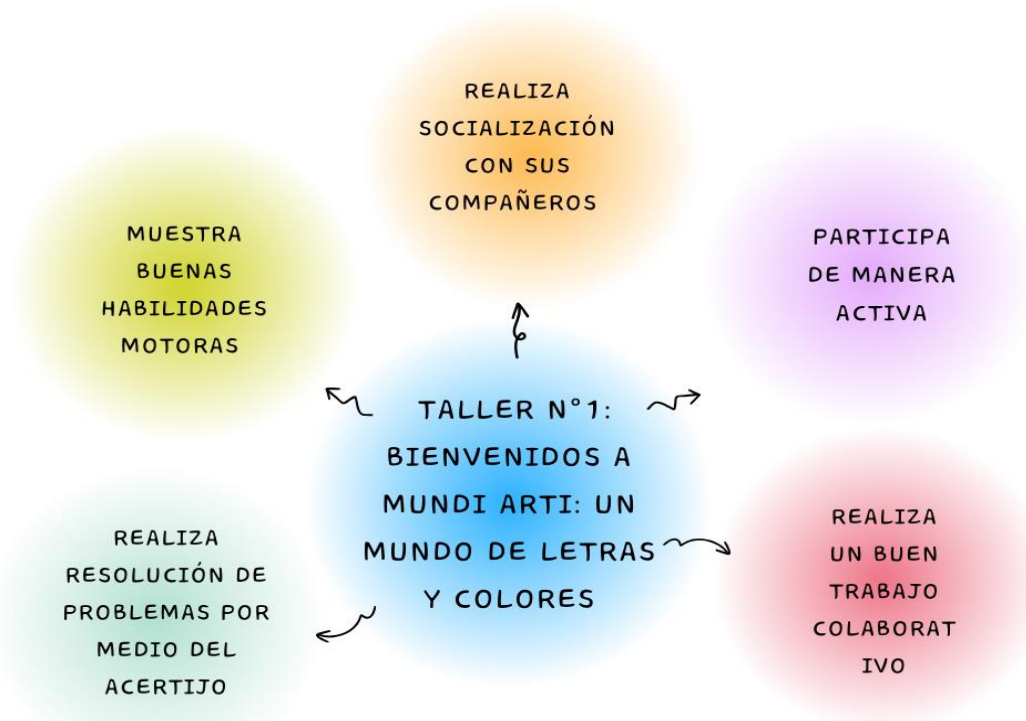 REALIZA
SOCIALIZACIÓN
CON SUS
COMPAÑEROS
MUESTRA
BUENAS
HABILIDADES
MOTORAS
PARTICIPA
DE MANERA
ACTIVA
TALLER N°1:
BIENVENIDOS A
MUNDI ARTI: UN
MUNDO DE LETRAS
Y COLORES
REALIZA
RESOLUCIÓN DE
PROBLEMAS POR
MEDIO DEL
ACERTIJO
REALIZA
UN BUEN
TRABAJO
COLABORAT
IVO